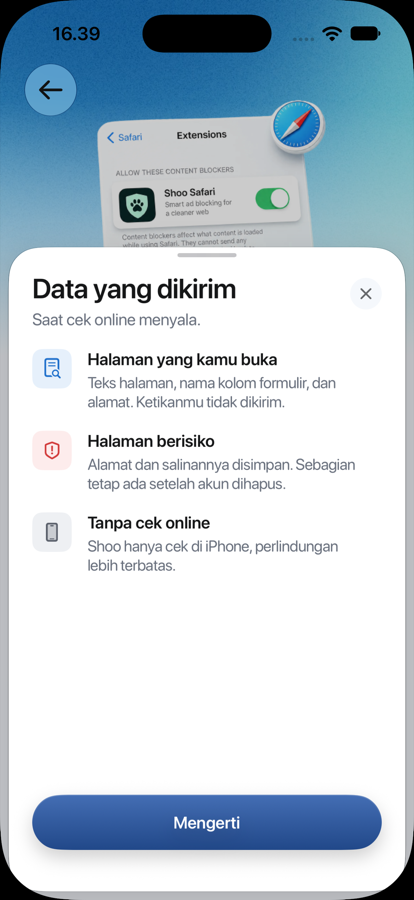 16.39
Safari
Extensions
ALLOW THESE CONTENT BLOCKERS
Shoo Safari
Smart ad blocking for
a cleaner web
Content blockers affect what content is loaded
while using Safari. They cannot send any
Data yang dikirim
Saat cek online menyala.
Halaman yang kamu buka
Teks halaman, nama kolom formulir, dan
alamat. Ketikanmu tidak dikirim.
Halaman berisiko
Alamat dan salinannya disimpan. Sebagian
tetap ada setelah akun dihapus.
Tanpa cek online
Shoo hanya cek di iPhone, perlindungan
lebih terbatas.
Mengerti